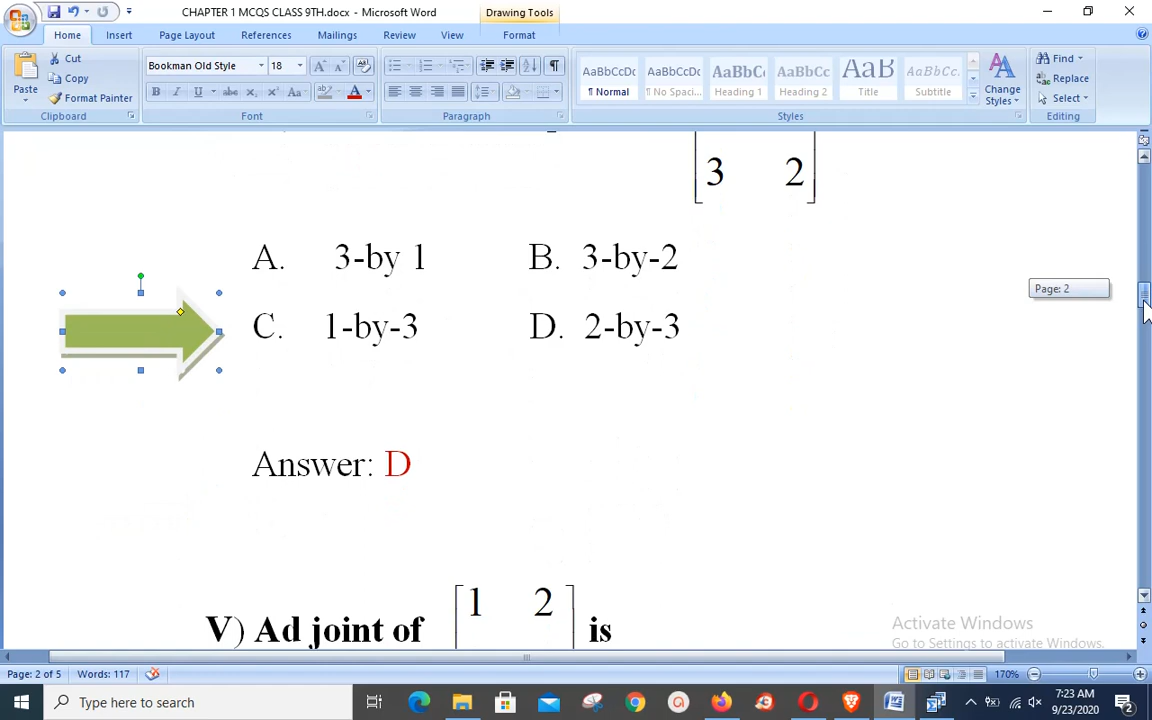 CHAPTER 1 MCQS CLASS 9TH.docx - Microsoft Word
Drawing Tools
Home Insert Page Layout References Mailings Review View Format
Paste
Cut
Copy
Format Painter
Clipboard
Bookman Old Style 18
Font
Paragraph
AaBbCcDc AaBbCcDc AaBbC AaBbCc AaB AaBbCc.
¶ Normal ¶ No Spaci... Heading 1 Heading 2 Title Subtitle
Change Styles
Styles
Find
Replace
Select
Editing
3 2
A. 3-by 1 B. 3-by-2
Page: 2
C. 1-by-3 D. 2-by-3
Answer: D
1 2
V) Ad joint of is
Activate Windows
Go to Settings to activate Windows.
Page: 2 of 5 Words: 117 170%
Type here to search
7:23 AM
9/23/2020
2